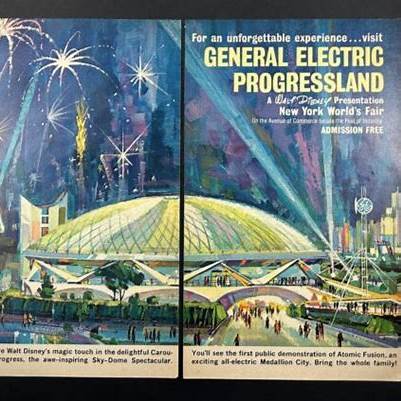 For an unforgettable experience...visit
GENERAL ELECTRIC
PROGRESSLAND
A Walt Disney Presentation
New York World's Fair
On the Avenue of Commerce beside the Pool of Industry
ADMISSION FREE
e Walt Disney's magic touch in the delightful Carou-
rogress, the awe-inspiring Sky-Dome Spectacular.
You'll see the first public demonstration of Atomic Fusion, an
exciting all-electric Medallion City. Bring the whole family!